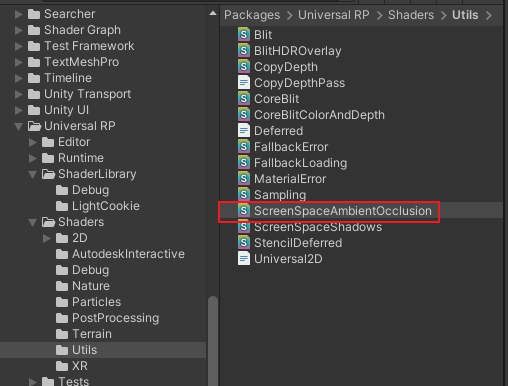 Searcher
Shader Graph
Test Framework
TextMeshPro
Timeline
Unity Transport
Unity UI
Universal RP
Editor
Runtime
ShaderLibrary
Debug
LightCookie
Shaders
2D
AutodeskInteractive
Debug
Nature
Particles
PostProcessing
Terrain
Utils
XR
Tests
Packages > Universal RP > Shaders > Utils >
Blit
BlitHDROverlay
CopyDepth
CopyDepthPass
CoreBlit
CoreBlitColorAndDepth
Deferred
FallbackError
FallbackLoading
MaterialError
Sampling
ScreenSpaceAmbientOcclusion
ScreenSpaceShadows
StencilDeferred
Universal2D